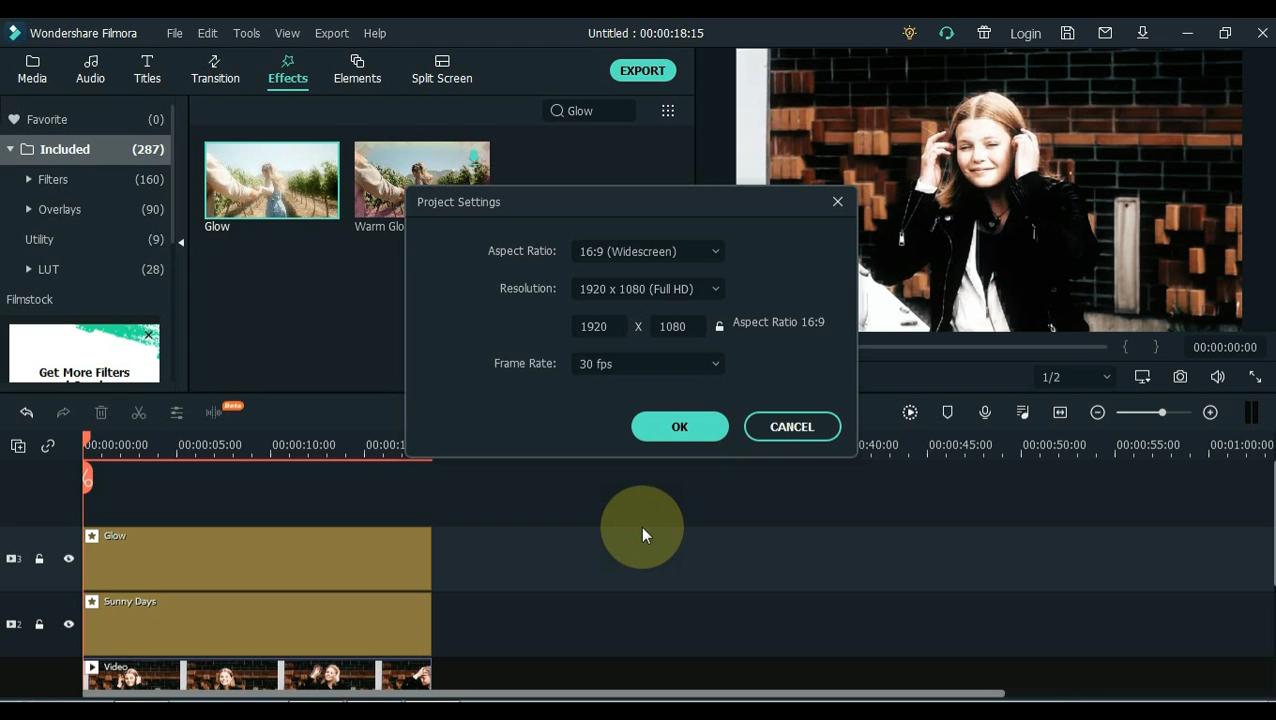 Wondershare Filmora
File
Edit
Tools
View
Export
Help
Untitled : 00:00:18:15
Login
Media
Audio
Titles
Transition
Effects
Elements
Split Screen
EXPORT
Favorite (0)
Glow
Included (287)
Filters (160)
Overlays (90)
Utility (9)
LUT (28)
Filmstock
Get More Filters
Glow
Warm Glo
Project Settings
Aspect Ratio: 16:9 (Widescreen)
Resolution: 1920 x 1080 (Full HD)
1920 X 1080 Aspect Ratio 16:9
Frame Rate: 30 fps
OK
CANCEL
{ }
00:00:00:00
1/2
Beta
00:00:00:00
00:00:05:00
00:00:10:00
00:00:1
:40:00
00:00:45:00
00:00:50:00
00:00:55:00
00:01:00:00
3
Glow
2
Sunny Days
Video